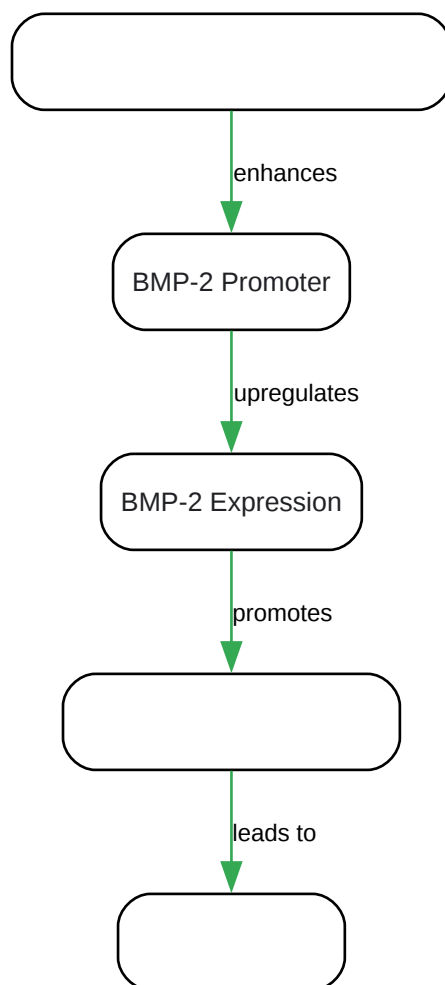 enhances
BMP-2 Promoter
upregulates
BMP-2 Expression
promotes
leads to